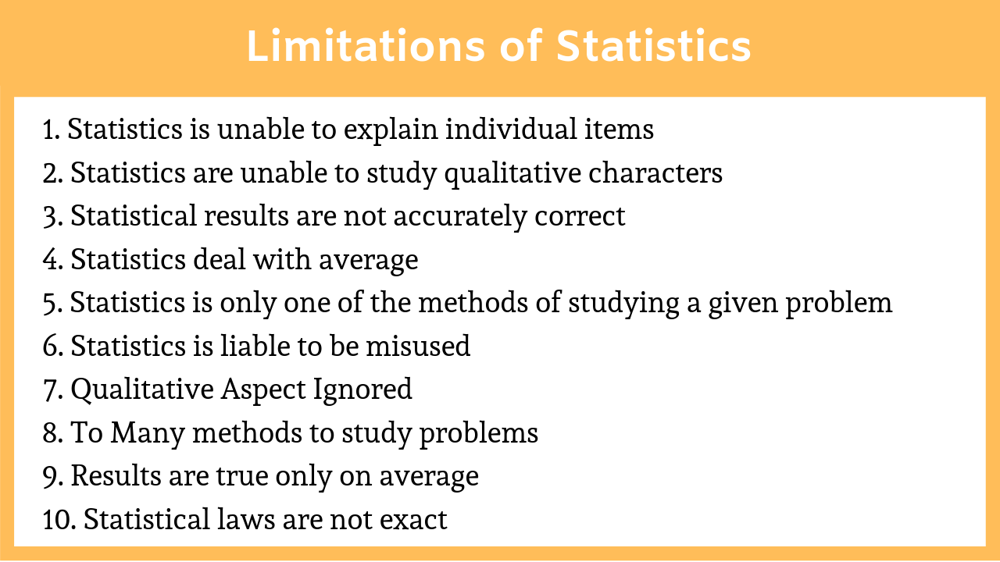 Limitations of Statistics
1. Statistics is unable to explain individual items
2. Statistics are unable to study qualitative characters
3. Statistical results are not accurately correct
4. Statistics deal with average
5. Statistics is only one of the methods of studying a given problem
6. Statistics is liable to be misused
7. Qualitative Aspect Ignored
8. To Many methods to study problems
9. Results are true only on average
10. Statistical laws are not exact